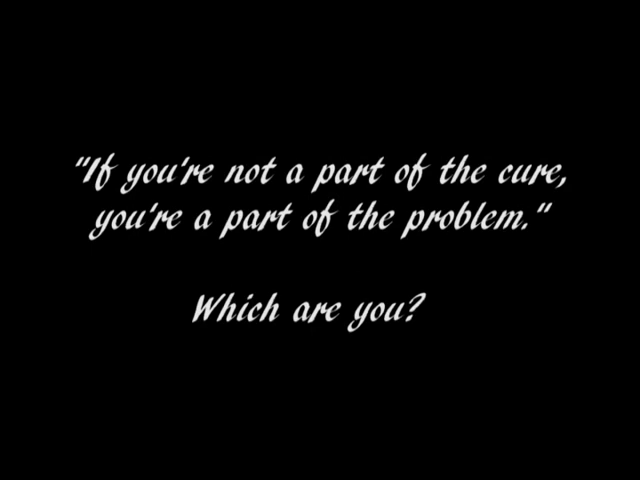 "If you're not a part of the cure,
you're a part of the problem."
Which are you?